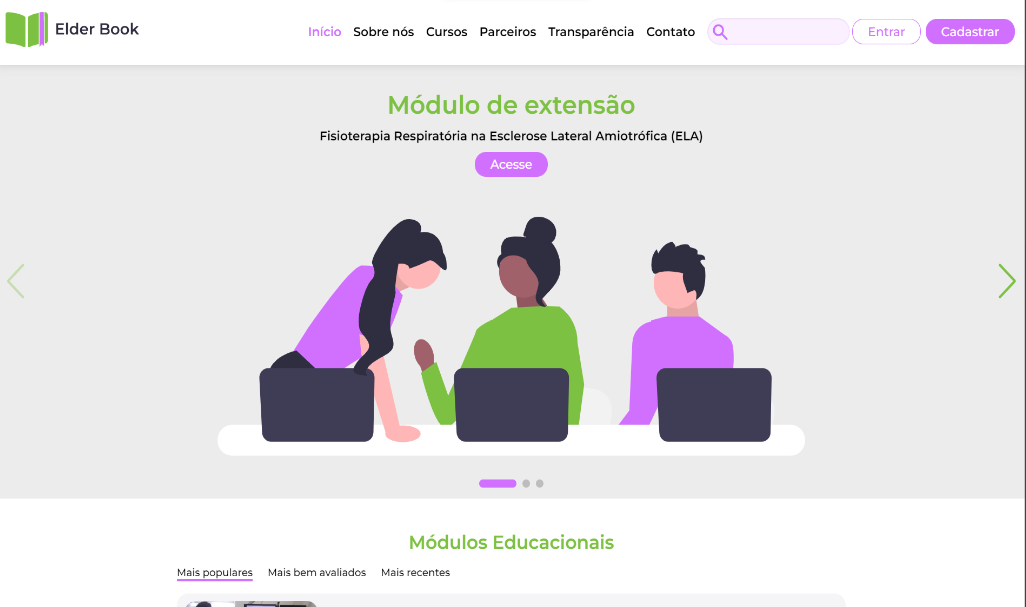 Elder Book
Início Sobre nós Cursos Parceiros Transparência Contato Entrar Cadastrar
Módulo de extensão
Fisioterapia Respiratória na Esclerose Lateral Amiotrófica (ELA)
Acesse
Módulos Educacionais
Mais populares Mais bem avaliados Mais recentes